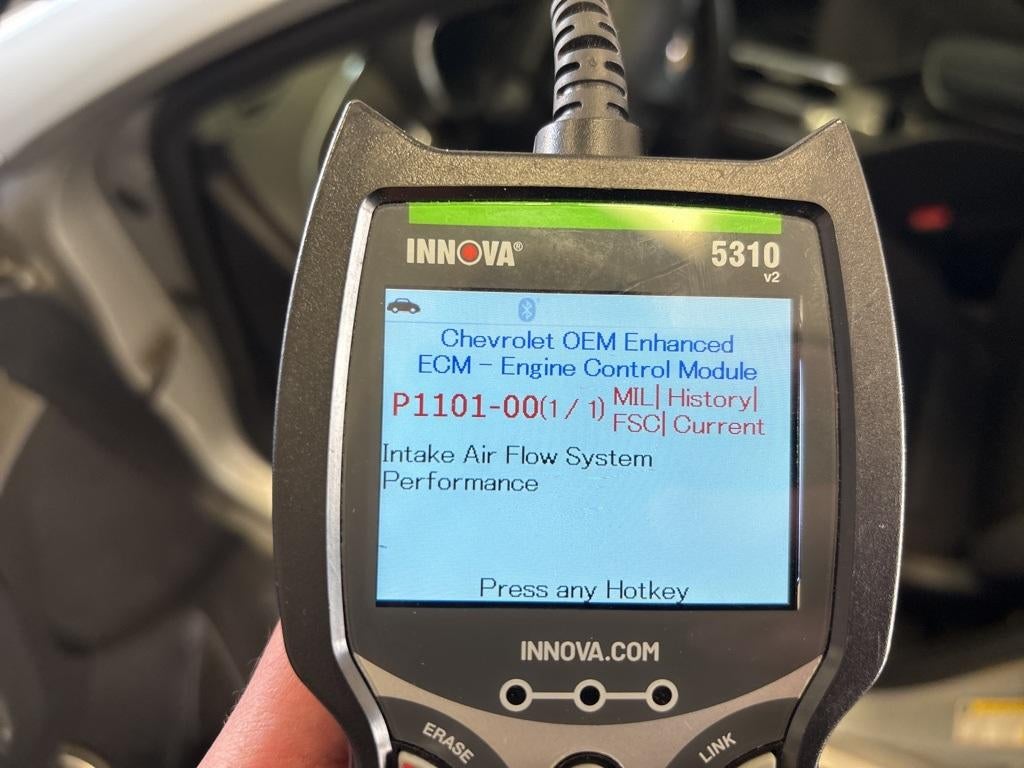 INNOVA® 5310
v2
Chevrolet OEM Enhanced
ECM - Engine Control Module
P1101-00(1 / 1) MIL| History|
FSC| Current
Intake Air Flow System
Performance
Press any Hotkey
INNOVA.COM
ERASE LINK